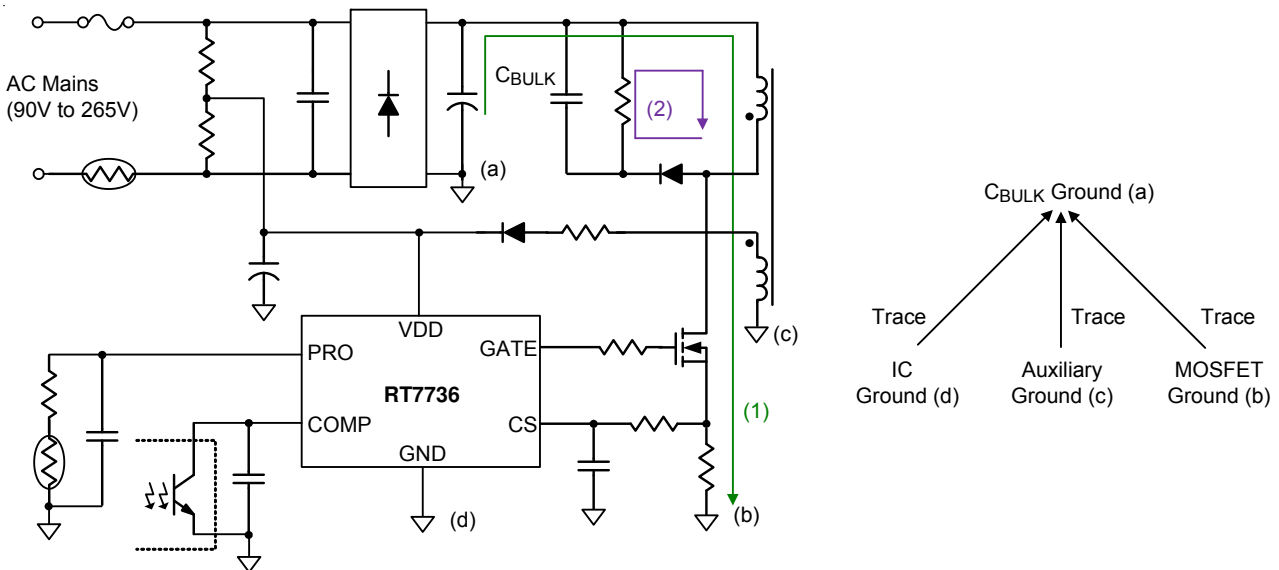 AC Mains
(90V to 265V)
CBULK
(2)
(a)
(c)
VDD
PRO
GATE
RT7736
COMP
CS
GND
(1)
(d)
(b)
CBULK Ground (a)
Trace
Trace
Trace
IC
Ground (d)
Auxiliary
Ground (c)
MOSFET
Ground (b)